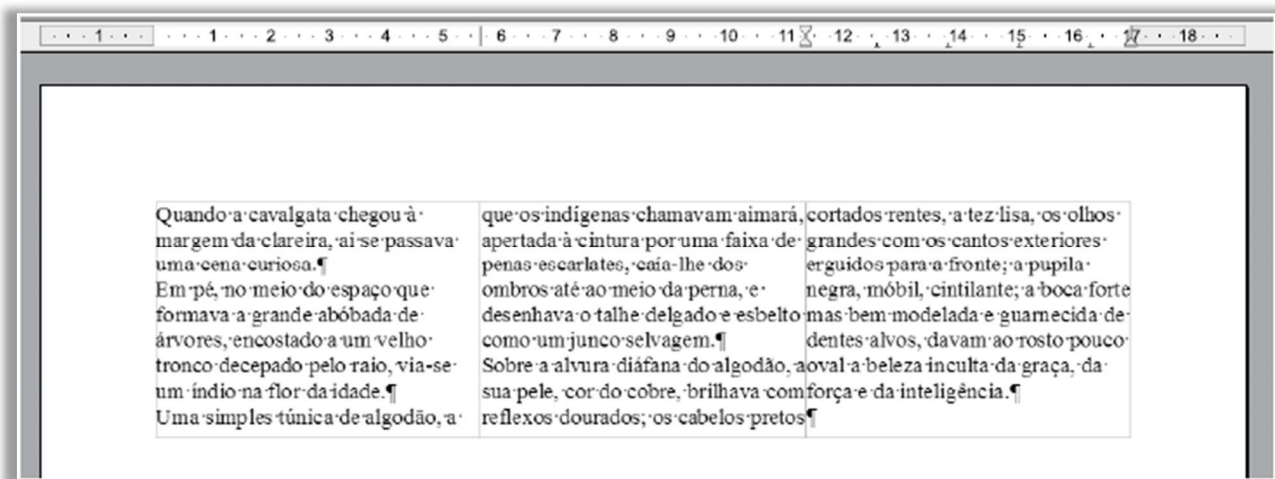 1 1 2 3 4 5 6 7 8 9 10 11 12 13 14 15 16 17 18
Quando a cavalgata chegou à
margem da clareira, ai se passava
uma cena curiosa.¶
Em pé, no meio do espaço que
formava a grande abóbada de
árvores, encostado a um velho
tronco decepado pelo raio, via-se
um índio na flor da idade.¶
Uma simples túnica de algodão, a
que os indígenas chamavam aimará,
apertada à cintura por uma faixa de
penas escarlates, caía-lhe dos
ombros até ao meio da perna, e
desenhava o talhe delgado e esbelto
como um junco selvagem.¶
Sobre a alvura diáfana do algodão, a
sua pele, cor do cobre, brilhava com
reflexos dourados; os cabelos pretos
cortados rentes, a tez lisa, os olhos
grandes com os cantos exteriores
erguidos para a fronte; a pupila
negra, móbil, cintilante; a boca forte
mas bem modelada e guarnecida de
dentes alvos, davam ao rosto pouco
oval a beleza inculta da graça, da
força e da inteligência.¶
¶